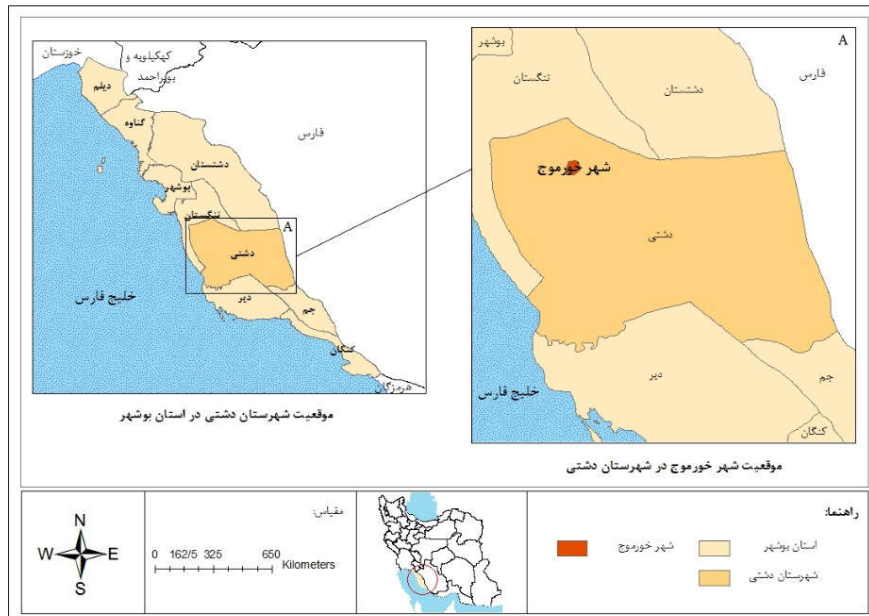 خوزستان
کهکیلویه و
بویراحمد
دیلم
گناوه
فارس
دشتستان
بوشهر
تنگستان
A
دشتی
خلیج فارس
دیر
جم
کنگان
هرمزگان
موقعیت شهرستان دشتی در استان بوشهر
A
بوشهر
فارس
تنگستان
دشتستان
شهر خورموج
دشتی
خلیج فارس
دیر
جم
کنگان
موقعیت شهر خورموج در شهرستان دشتی
راهنما:
استان بوشهر
شهر خورموج
شهرستان دشتی
مقیاس:
0 162/5 325 650
Kilometers
N
W E
S